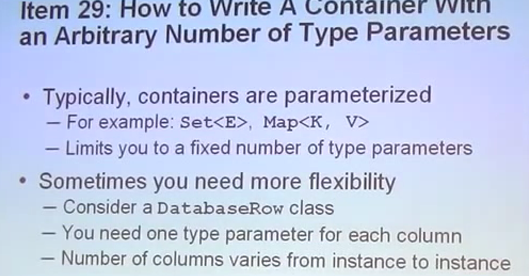 Item 29: How to Write A Container With
an Arbitrary Number of Type Parameters
• Typically, containers are parameterized
– For example: Set<E>, Map<K, V>
– Limits you to a fixed number of type parameters
• Sometimes you need more flexibility
– Consider a DatabaseRow class
– You need one type parameter for each column
– Number of columns varies from instance to instance